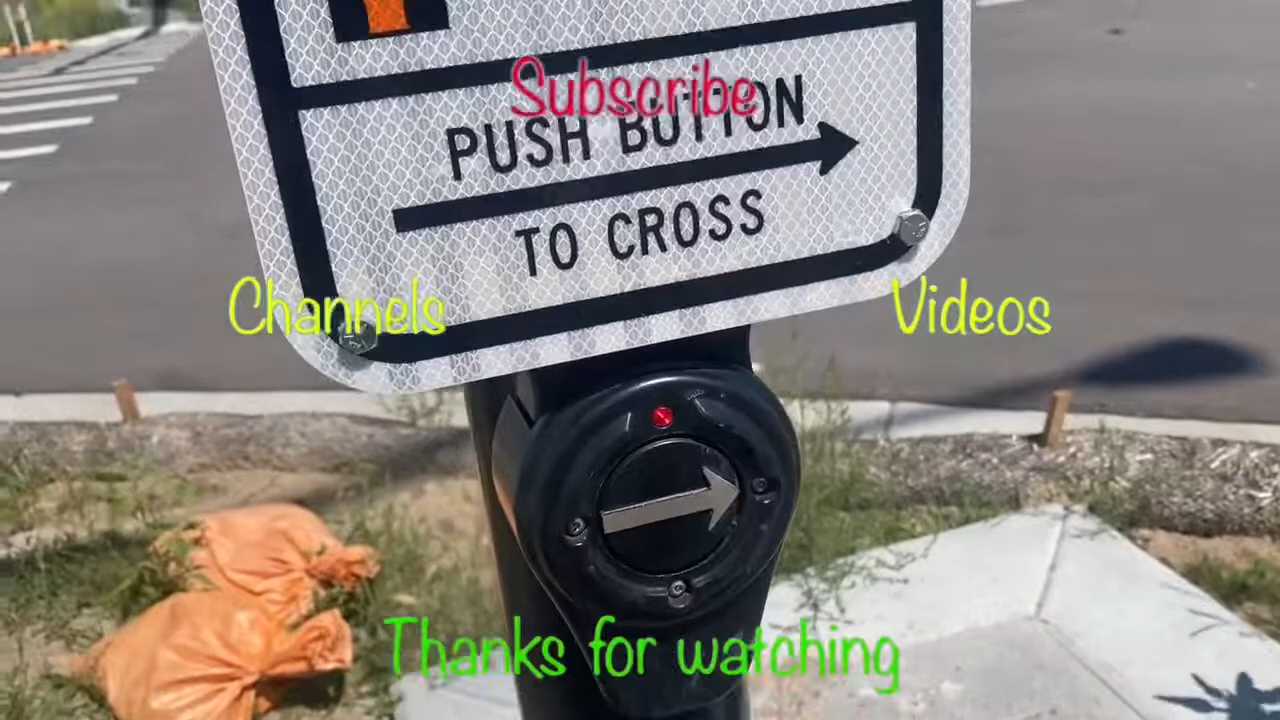 Subscribe
PUSH BUTTON
TO CROSS
Channels
Videos
Thanks for watching